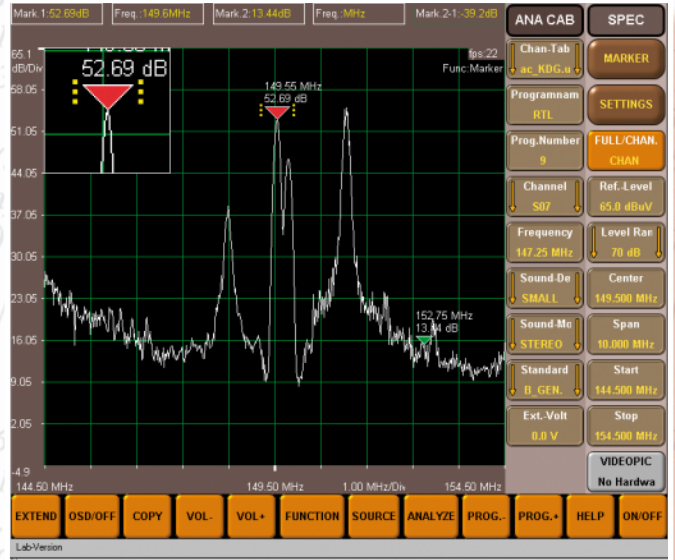 Mark.1:52.69dB Freq.:149.6MHz Mark.2:13.44dB Freq.:MHz Mark.2-1:-39.2dB
ANA CAB SPEC
65.1
dB/Div
fps:22
Func:Marker
52.69 dB
149.55 MHz
52.69 dB
152.75 MHz
13.44 dB
58.05
51.05
44.05
37.05
30.05
23.05
16.05
9.05
2.05
-4.9
144.50 MHz 149.50 MHz 1.00 MHz/Div 154.50 MHz
Chan-Tab
ac_KDG.u
Programnam
RTL
Prog.Number
9
Channel
S07
Frequency
147.25 MHz
Sound-De
SMALL
Sound-Mo
STEREO
Standard
B_GEN.
Ext.-Volt
0.0 V
MARKER
SETTINGS
FULL/CHAN.
CHAN
Ref.-Level
65.0 dBuV
Level Ran
70 dB
Center
149.500 MHz
Span
10.000 MHz
Start
144.500 MHz
Stop
154.500 MHz
VIDEOPIC
No Hardwa
EXTEND OSD/OFF COPY VOL- VOL+ FUNCTION SOURCE ANALYZE PROG.- PROG.+ HELP ON/OFF
Lab-Version